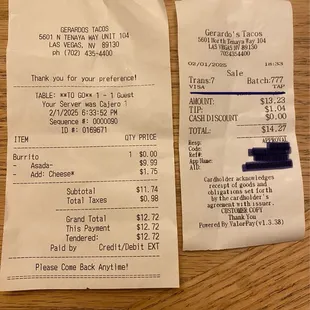 GERARDOS TACOS
5601 N TENAYA WAY UNIT 104
LAS VEGAS, NV 89130
ph (702) 435-4400
Thank you for your preference!
TABLE: **TO GO** 1 - 1 Guest
Your Server was Cajero 1
2/1/2025 6:33:52 PM
Sequence #: 0000090
ID #: 0169671
ITEM QTY PRICE
Burrito 1 $0.00
- Asada- $9.99
- Add: Cheese* $1.75
Subtotal $11.74
Total Taxes $0.98
Grand Total $12.72
This Payment $12.72
Tendered: $12.72
Paid by Credit/Debit EXT
Please Come Back Anytime!
Gerardo's Tacos
5601 North Tenaya Way 104
LAS VEGAS NV 89130
7024354400
02/01/2025 18:33
Sale
Trans:7 Batch:777
VISA TAP
AMOUNT: $13.23
TIP: $1.04
CASH DISCOUNT: $0.00
TOTAL: $14.27
Resp: APPROVAL
Code:
Ref#:
App Name:
AID:
Cardholder acknowledges
receipt of goods and
obligations set forth
by the cardholder's
agreement with issuer.
CUSTOMER COPY
Thank You
Powered By ValorPay(v1.3.38)